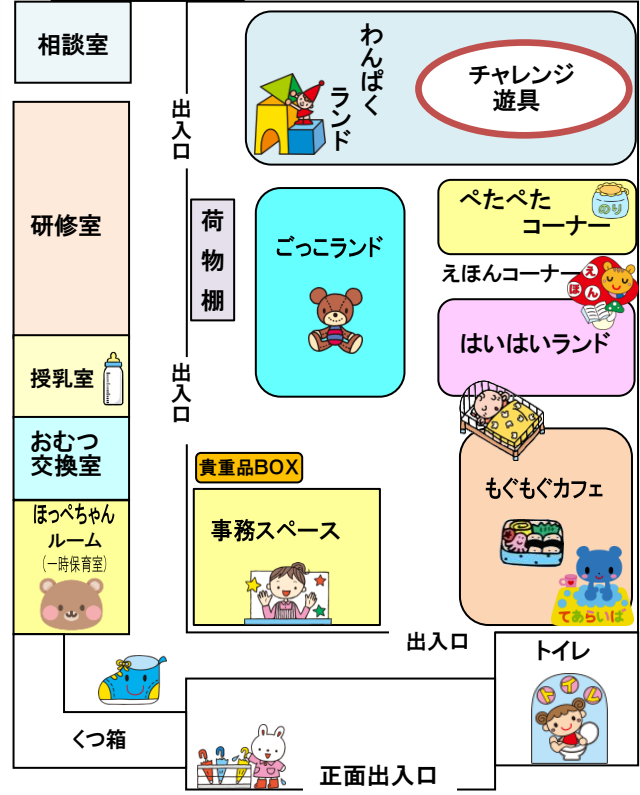 相談室
わんぱく
ランド
チャレンジ
遊具
出入口
研修室
荷物棚
ごっこランド
ぺたぺた
コーナー
のり
えほんコーナー
えほん
はいはいランド
授乳室
出入口
おむつ
交換室
貴重品BOX
もぐもぐカフェ
ほっぺちゃん
ルーム
(一時保育室)
事務スペース
てあらいば
出入口
トイレ
トイレ
くつ箱
正面出入口